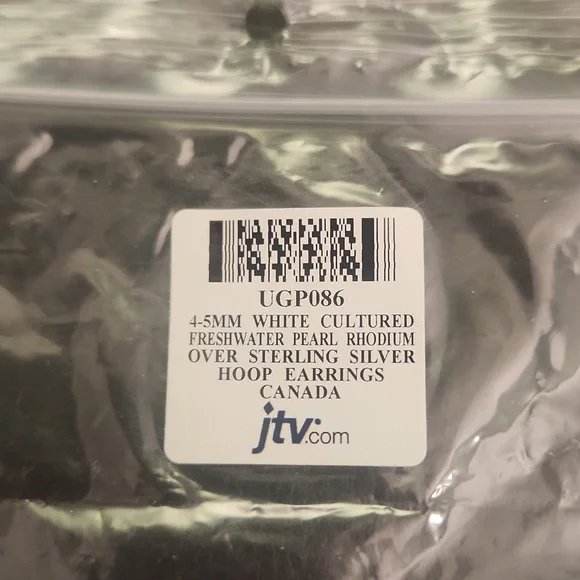 UGP086
4-5MM WHITE CULTURED
FRESHWATER PEARL RHODIUM
OVER STERLING SILVER
HOOP EARRINGS
CANADA
jtv.com